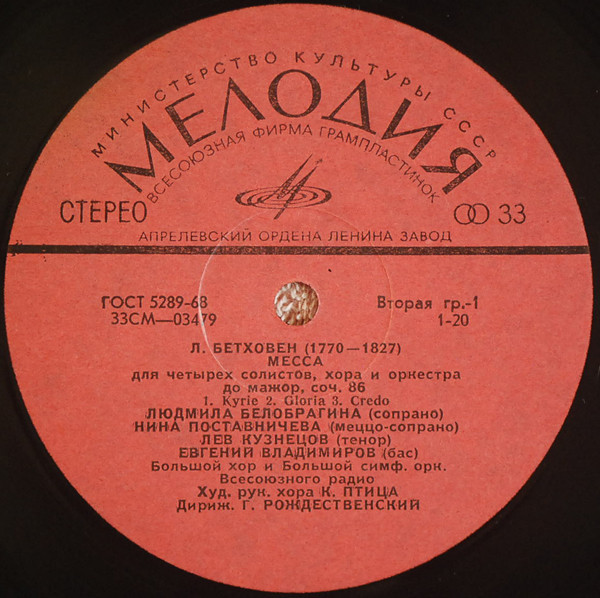 МИНИСТЕРСТВО КУЛЬТУРЫ СССР
МЕЛОДИЯ
ВСЕСОЮЗНАЯ ФИРМА ГРАМПЛАСТИНОК
СТЕРЕО 33
АПРЕЛЕВСКИЙ ОРДЕНА ЛЕНИНА ЗАВОД
ГОСТ 5289-68 Вторая гр.-1
33СМ—03479 1-20
Л. БЕТХОВЕН (1770—1827)
МЕССА
для четырех солистов, хора и оркестра
до мажор, соч. 86
1. Kyrie 2. Gloria 3. Credo
ЛЮДМИЛА БЕЛОБРАГИНА (сопрано)
НИНА ПОСТАВНИЧЕВА (меццо-сопрано)
ЛЕВ КУЗНЕЦОВ (тенор)
ЕВГЕНИЙ ВЛАДИМИРОВ (бас)
Большой хор и Большой симф. орк.
Всесоюзного радио
Худ. рук. хора К. ПТИЦА
Дириж. Г. РОЖДЕСТВЕНСКИЙ